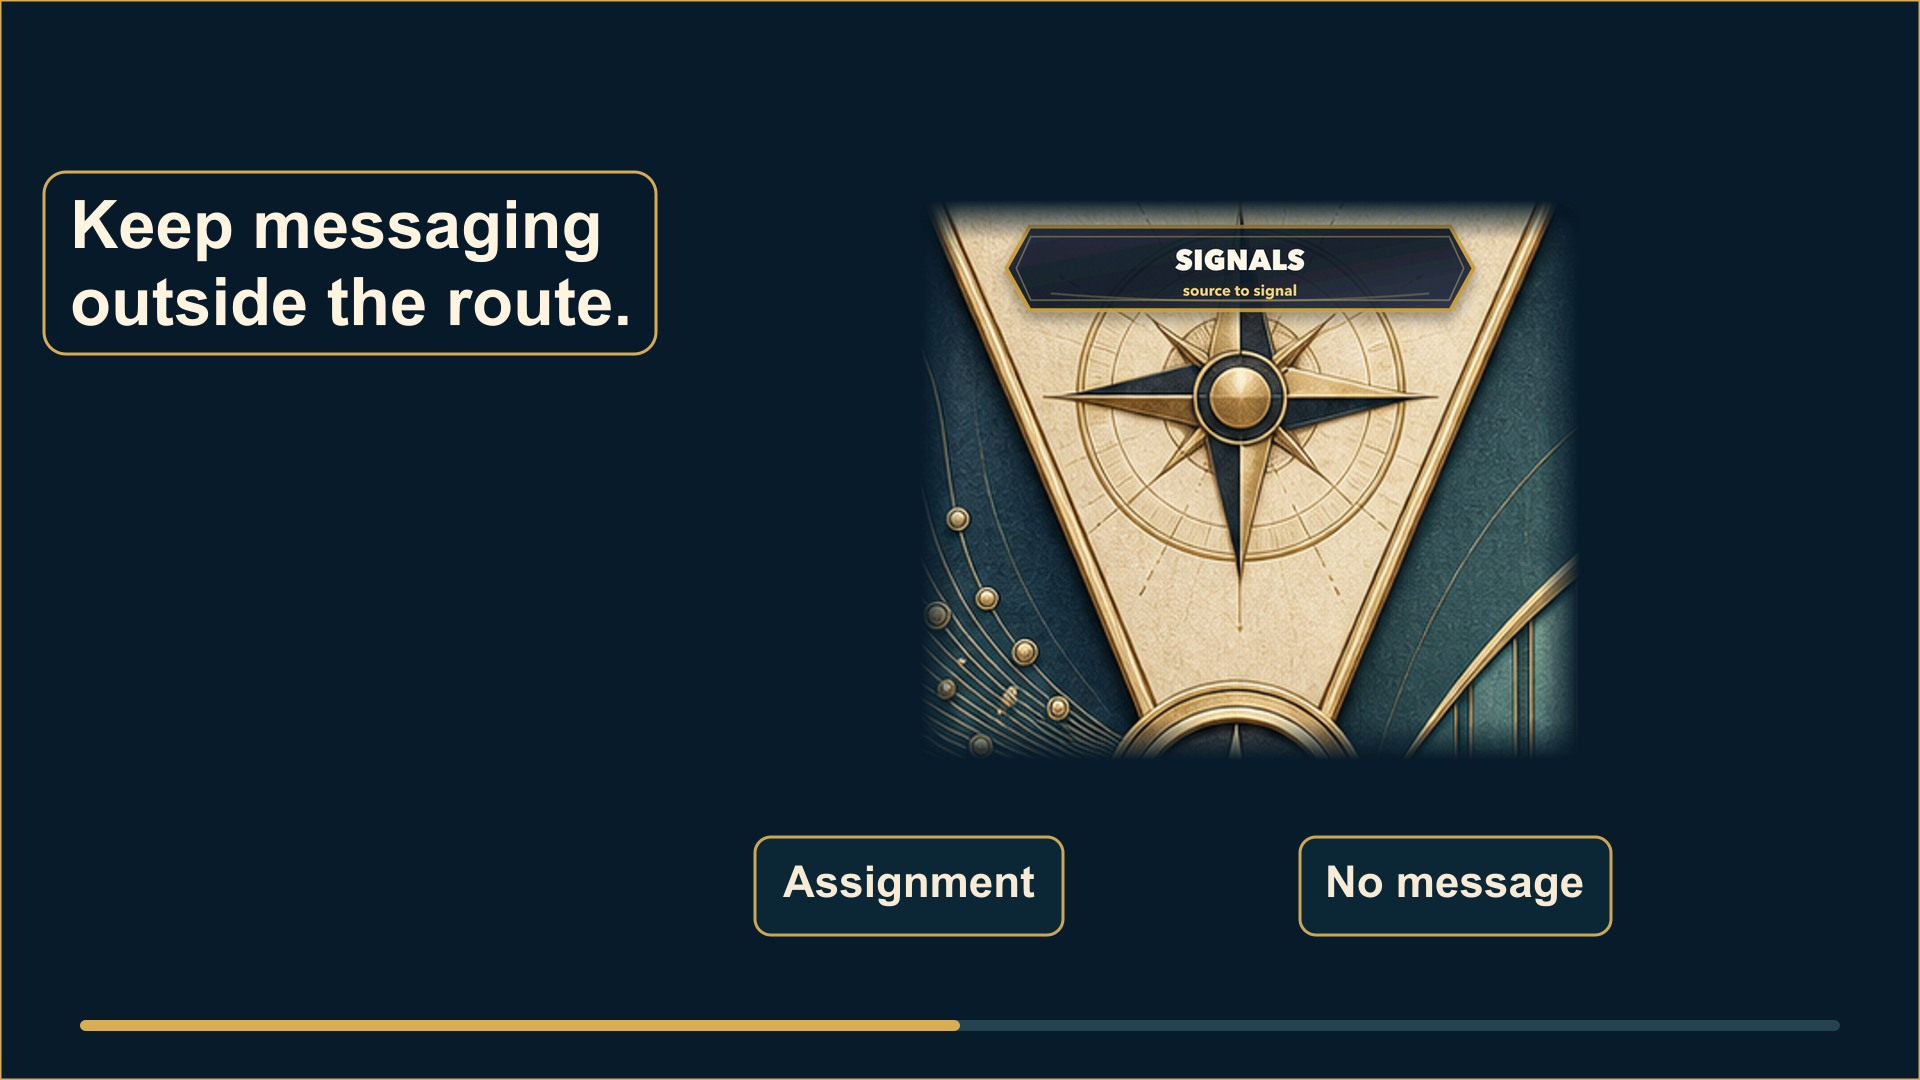 Keep messaging
outside the route.
SIGNALS
source to signal
Assignment
No message